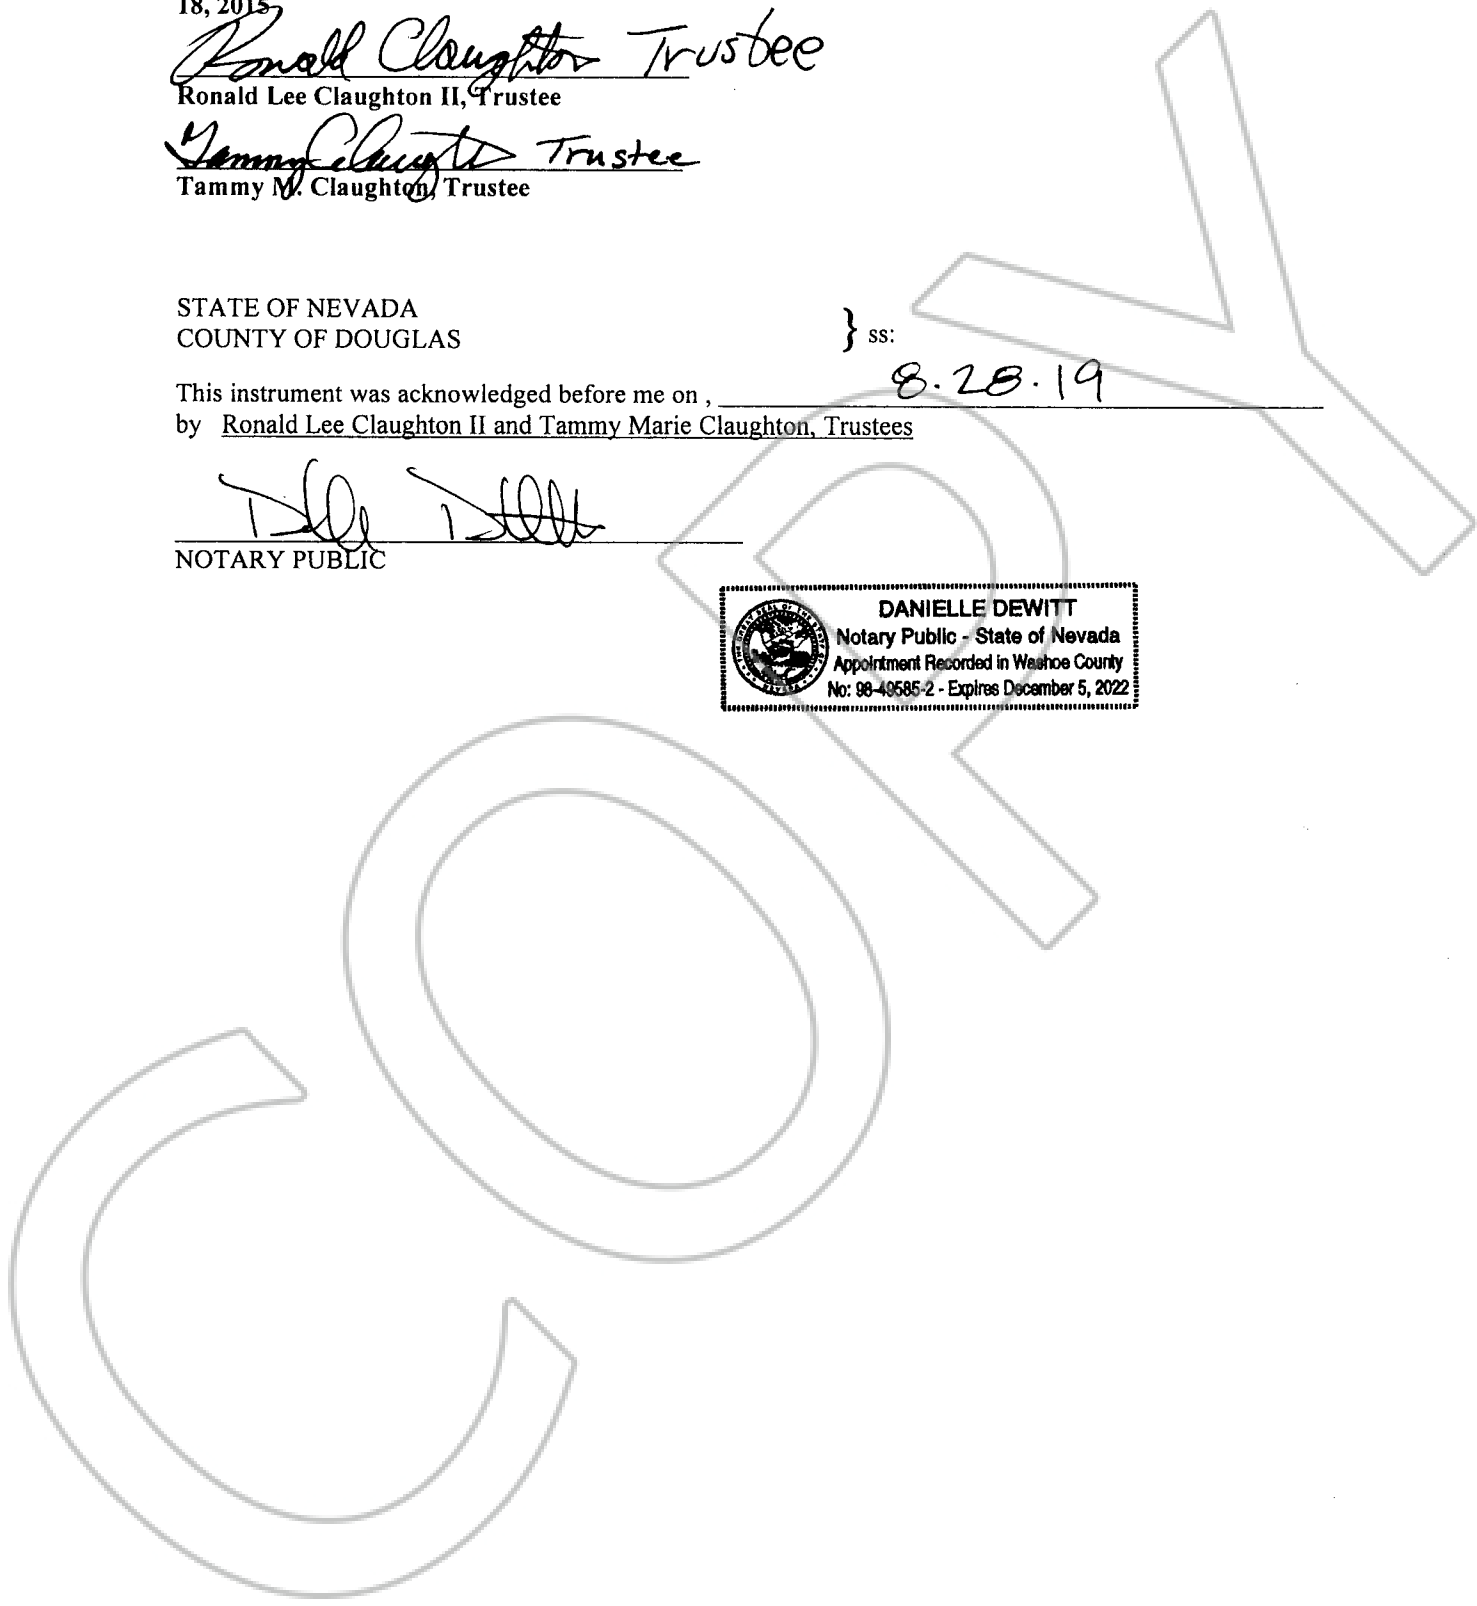 18, 2015
Ronald Claughton Trustee
Ronald Lee Claughton II, Trustee
Tammy Claughton Trustee
Tammy M. Claughton, Trustee
STATE OF NEVADA
COUNTY OF DOUGLAS
} ss:
This instrument was acknowledged before me on , 8.28.19
by Ronald Lee Claughton II and Tammy Marie Claughton, Trustees
NOTARY PUBLIC
DANIELLE DEWITT
Notary Public - State of Nevada
Appointment Recorded in Washoe County
No: 98-49585-2 - Expires December 5, 2022
COPY